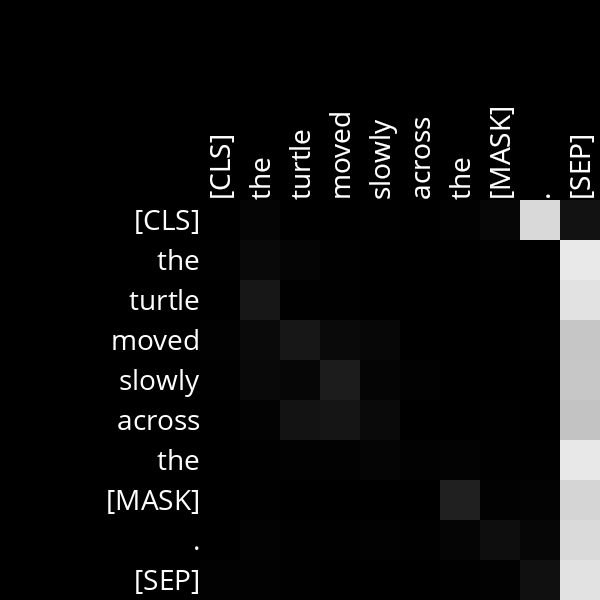 [CLS] the turtle moved slowly across the [MASK] . [SEP]
[CLS]
the
turtle
moved
slowly
across
the
[MASK]
.
[SEP]